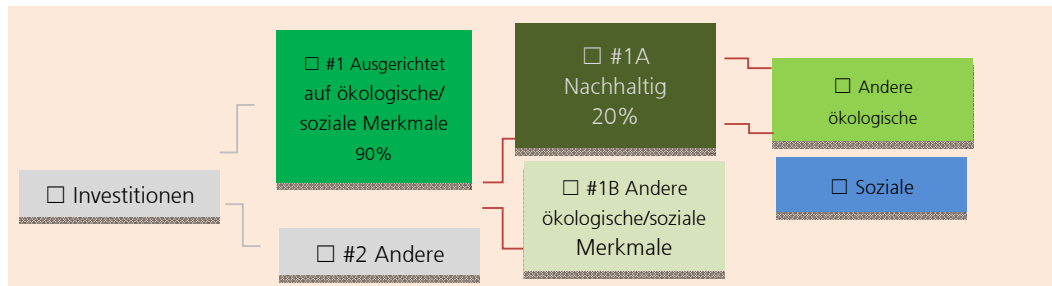 ☐ Investitionen
☐ #1 Ausgerichtet
auf ökologische/
soziale Merkmale
90%
☐ #2 Andere
☐ #1A
Nachhaltig
20%
☐ #1B Andere
ökologische/soziale
Merkmale
☐ Andere
ökologische
☐ Soziale